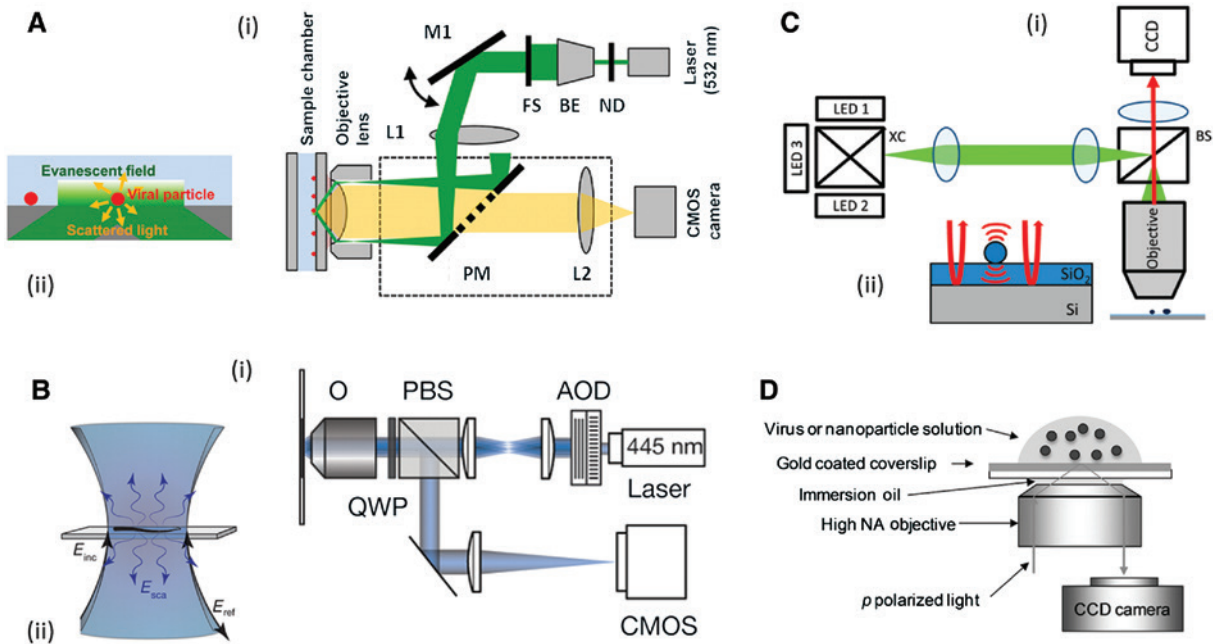 A
(i)
Sample chamber
Objective
lens
M1
L1
FS
BE
ND
Laser
(532 nm)
Evanescent field
Viral particle
Scattered light
(ii)
PM
L2
CMOS
camera
C
(i)
CCD
LED 1
LED 3
LED 2
XC
BS
Objective
(ii)
SiO2
Si
B
(i)
O
PBS
AOD
445 nm
Laser
QWP
CMOS
Einc
Esca
Eref
(ii)
D
Virus or nanoparticle solution
Gold coated coverslip
Immersion oil
High NA objective
p polarized light
CCD camera